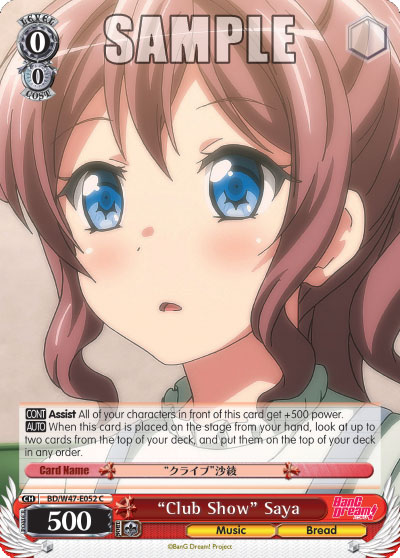 LEVEL
0
0
COST
SAMPLE
CONT Assist All of your characters in front of this card get +500 power.
AUTO When this card is placed on the stage from your hand, look at up
to two cards from the top of your deck, and put them on the top of your deck
in any order.
Card Name
"クライブ"沙綾
CH BD/W47-E052 C
500
"Club Show" Saya
BanG Dream!
Music
Bread
©BanG Dream! Project